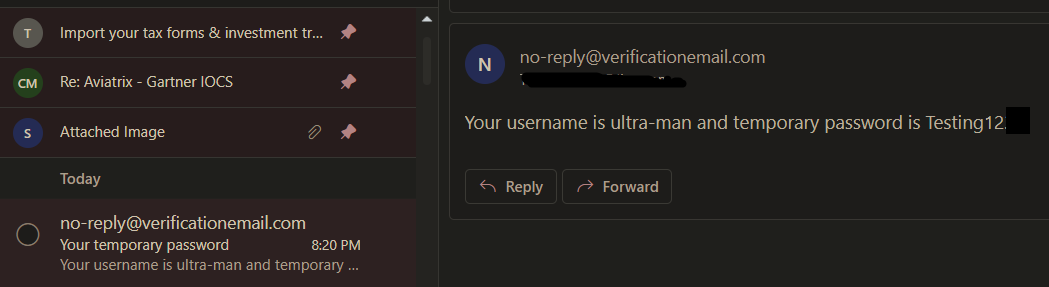 T
Import your tax forms & investment tr...
CM
Re: Aviatrix - Gartner IOCS
S
Attached Image
Today
no-reply@verificationemail.com
Your temporary password
8:20 PM
Your username is ultra-man and temporary ...
N
no-reply@verificationemail.com
Your username is ultra-man and temporary password is Testing12
Reply
Forward